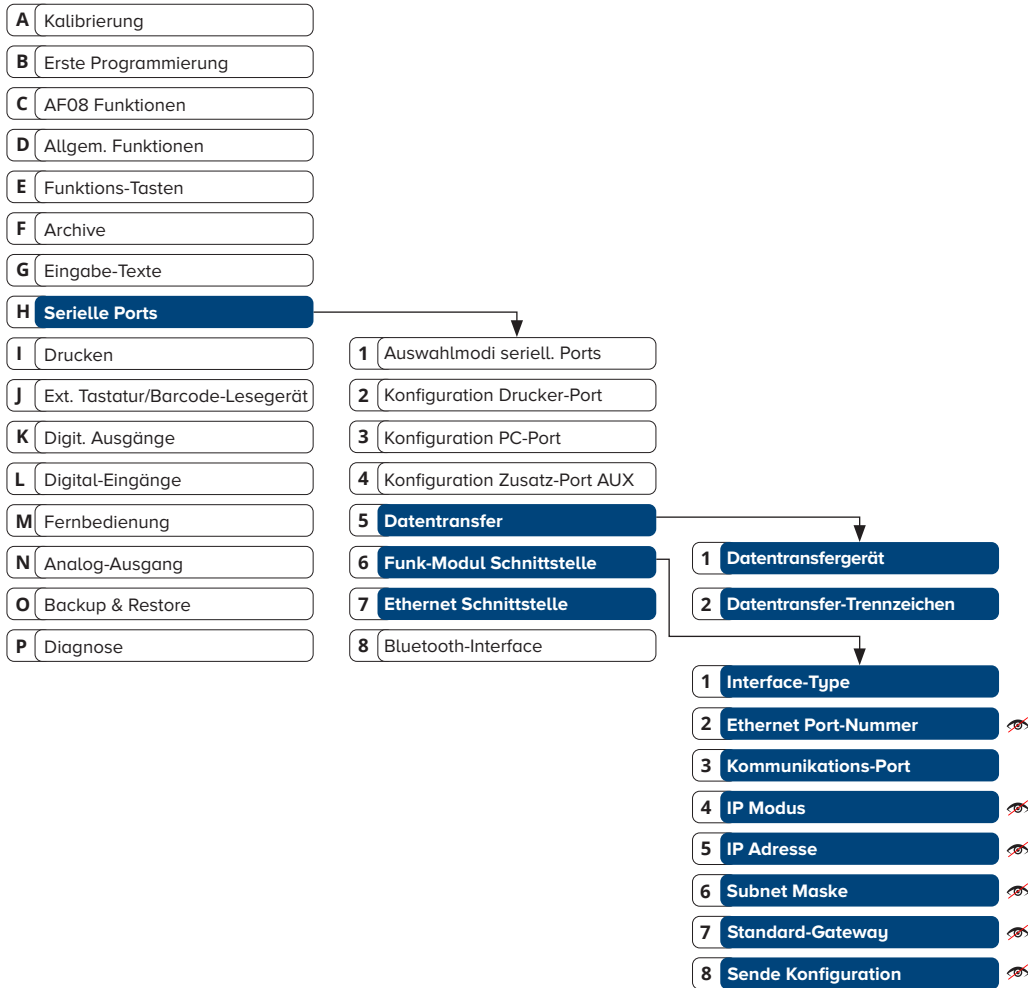 A Kalibrierung
B Erste Programmierung
C AF08 Funktionen
D Allgem. Funktionen
E Funktions-Tasten
F Archive
G Eingabe-Texte
H Serielle Ports
I Drucken
J Ext. Tastatur/Barcode-Lesegerät
K Digit. Ausgänge
L Digital-Eingänge
M Fernbedienung
N Analog-Ausgang
O Backup & Restore
P Diagnose
1 Auswahlmodi seriell. Ports
2 Konfiguration Drucker-Port
3 Konfiguration PC-Port
4 Konfiguration Zusatz-Port AUX
5 Datentransfer
6 Funk-Modul Schnittstelle
7 Ethernet Schnittstelle
8 Bluetooth-Interface
1 Datentransfergerät
2 Datentransfer-Trennzeichen
1 Interface-Type
2 Ethernet Port-Nummer
3 Kommunikations-Port
4 IP Modus
5 IP Adresse
6 Subnet Maske
7 Standard-Gateway
8 Sende Konfiguration